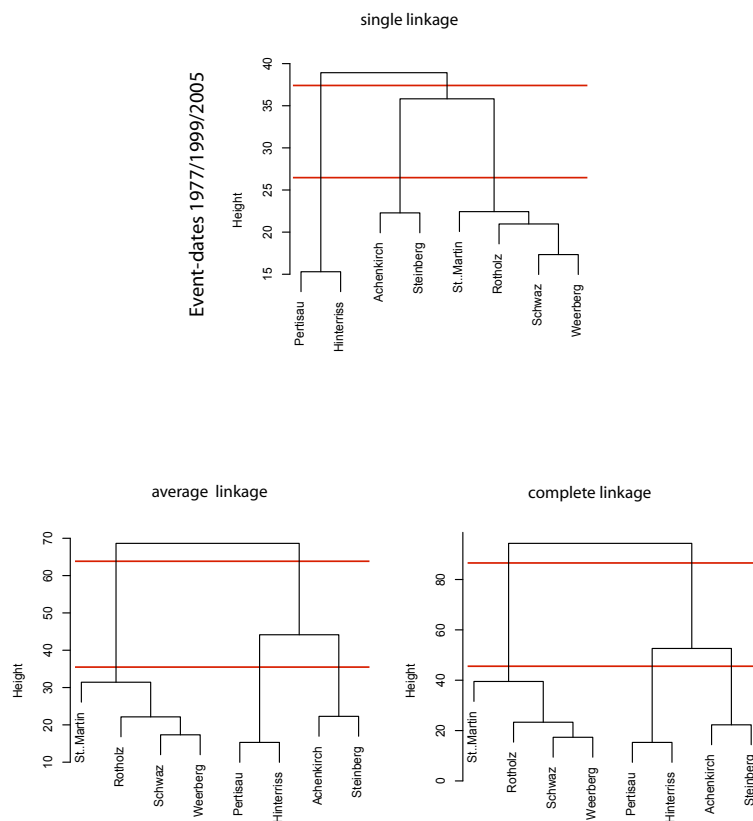 single linkage
Event-dates 1977/1999/2005
Height
40
35
30
25
20
15
Pertisau
Hinterriss
Achenkirch
Steinberg
St..Martin
Rotholz
Schwaz
Weerberg
average linkage
Height
70
60
50
40
30
20
10
St..Martin
Rotholz
Schwaz
Weerberg
Pertisau
Hinterriss
Achenkirch
Steinberg
complete linkage
Height
80
60
40
20
0
St..Martin
Rotholz
Schwaz
Weerberg
Pertisau
Hinterriss
Achenkirch
Steinberg